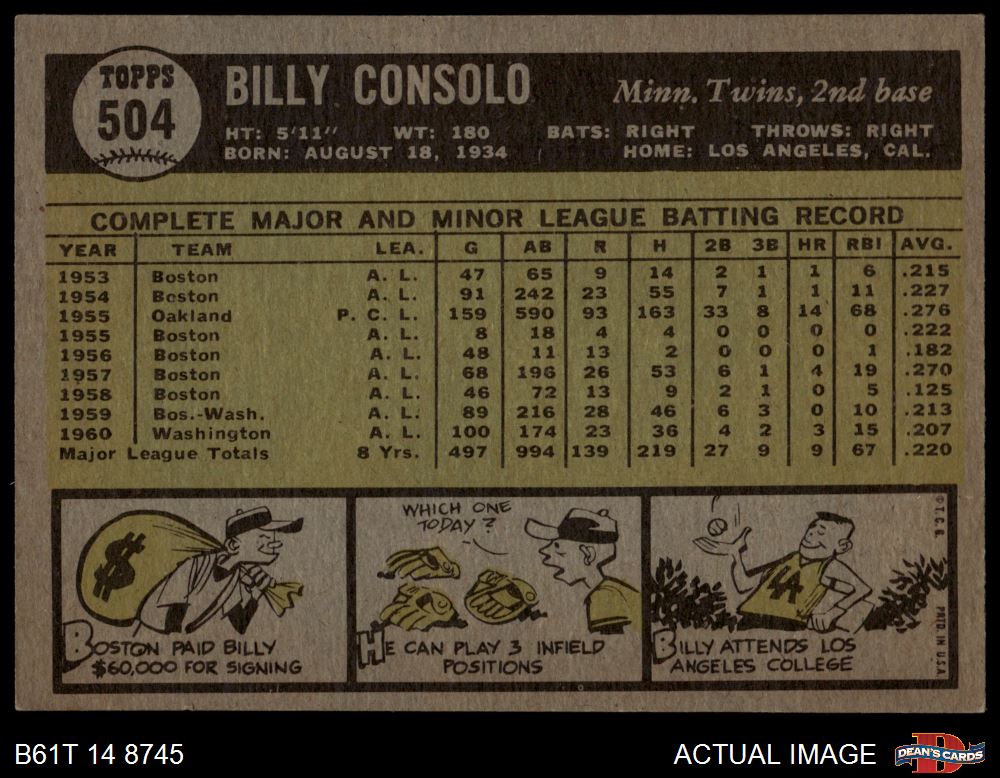 TOPPS
504
BILLY CONSOLO
Minn. Twins, 2nd base
HT: 5'11" WT: 180 BATS: RIGHT THROWS: RIGHT
BORN: AUGUST 18, 1934 HOME: LOS ANGELES, CAL.
COMPLETE MAJOR AND MINOR LEAGUE BATTING RECORD
YEAR TEAM LEA. G AB R H 2B 3B HR RBI AVG.
1953 Boston A. L. 47 65 9 14 2 1 1 6 .215
1954 Boston A. L. 91 242 23 55 7 1 1 11 .227
1955 Oakland P. C. L. 159 590 93 163 33 8 14 68 .276
1955 Boston A. L. 8 18 4 4 0 0 0 0 .222
1956 Boston A. L. 48 11 13 2 0 0 0 1 .182
1957 Boston A. L. 68 196 26 53 6 1 4 19 .270
1958 Boston A. L. 46 72 13 9 2 1 0 5 .125
1959 Bos.-Wash. A. L. 89 216 28 46 6 3 0 10 .213
1960 Washington A. L. 100 174 23 36 4 2 3 15 .207
Major League Totals 8 Yrs. 497 994 139 219 27 9 9 67 .220
$
BOSTON PAID BILLY
$60,000 FOR SIGNING
WHICH ONE
TODAY?
HE CAN PLAY 3 INFIELD
POSITIONS
LA
BILLY ATTENDS LOS
ANGELES COLLEGE
© T.C.G. PRTD. IN U.S.A.
B61T 14 8745
ACTUAL IMAGE
D
DEAN'S CARDS